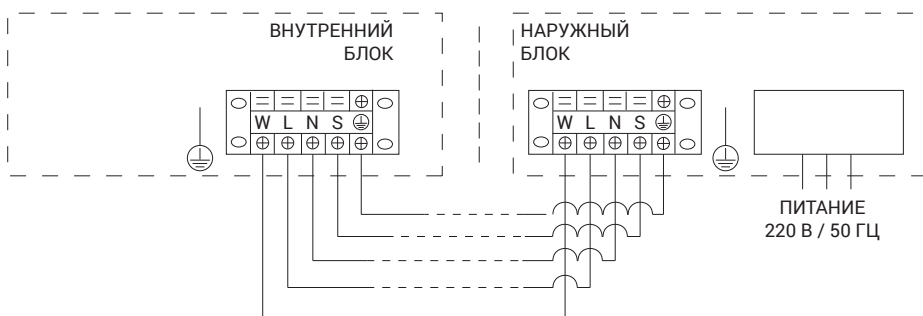 ВНУТРЕННИЙ
БЛОК
НАРУЖНЫЙ
БЛОК
W L N S
W L N S
ПИТАНИЕ
220 В / 50 ГЦ